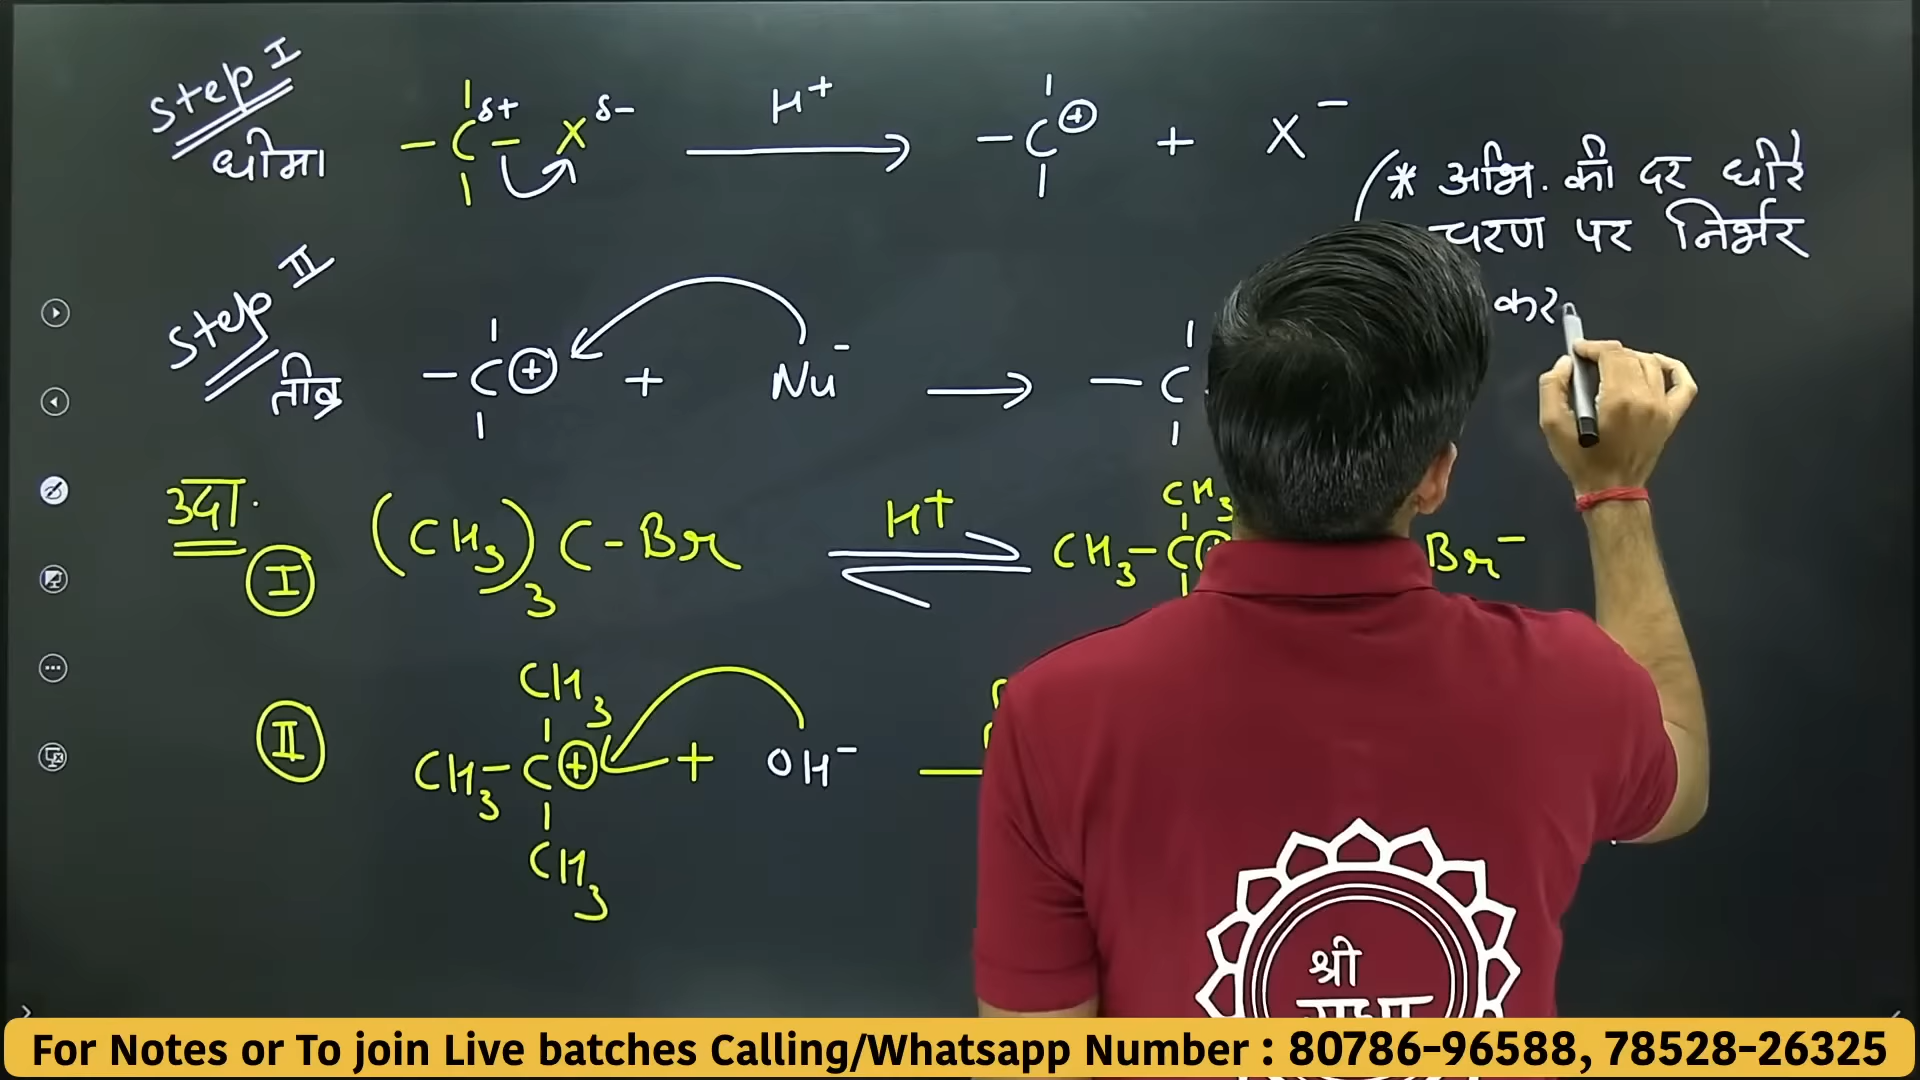 Step I
धीमा
-C^δ+ - X^δ- H⁺ → -C⊕ + X⁻
(* अभि. की दर धीरे
चरण पर निर्भर
कर
Step II
तीव्र
-C⊕ + Nu⁻ → -C
उदा.
I (CH₃)₃C-Br H⁺ ⇌ CH₃-C CH₃ Br⁻
II CH₃
CH₃-C⊕ + OH⁻
CH₃
श्री
राधा
For Notes or To join Live batches Calling/Whatsapp Number : 80786-96588, 78528-26325